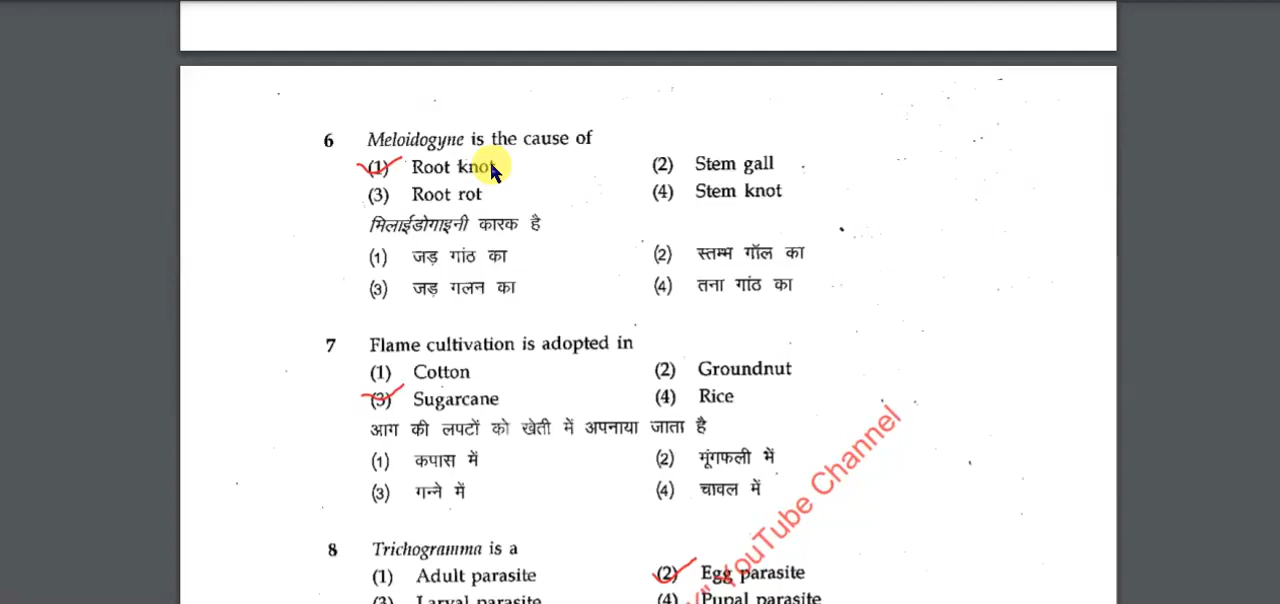 6 Meloidogyne is the cause of
(1) Root knot (2) Stem gall
(3) Root rot (4) Stem knot
मिलाईडोगाइनी कारक है
(1) जड़ गांठ का (2) स्तम्भ गॉल का
(3) जड़ गलन का (4) तना गांठ का
7 Flame cultivation is adopted in
(1) Cotton (2) Groundnut
(3) Sugarcane (4) Rice
आग की लपटों को खेती में अपनाया जाता है
(1) कपास में (2) मूंगफली में
(3) गन्ने में (4) चावल में
8 Trichogramma is a
(1) Adult parasite (2) Egg parasite
(3) Larval parasite (4) Pupal parasite
" YouTube Channel